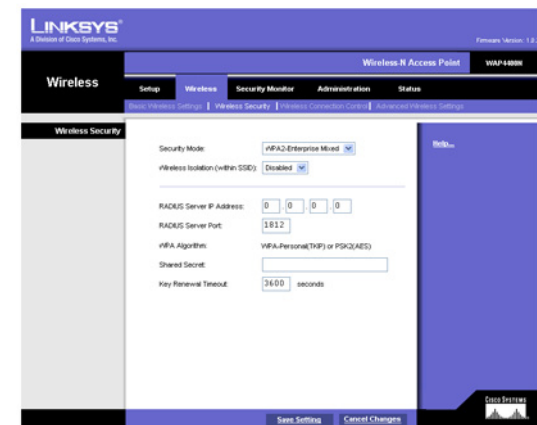 LINKSYS®
A Division of Cisco Systems, Inc.
Firmware Version: 1.0
Wireless-N Access Point WAP4400N
Wireless
Setup Wireless Security Monitor Administration Status
Basic Wireless Settings | Wireless Security | Wireless Connection Control | Advanced Wireless Settings
Wireless Security
Security Mode: WPA2-Enterprise Mixed
Help...
Wireless Isolation (within SSID): Disabled
RADIUS Server IP Address: 0 . 0 . 0 . 0
RADIUS Server Port: 1812
WPA Algorithm: WPA-Personal(TKIP) or PSK2(AES)
Shared Secret:
Key Renewal Timeout: 3600 seconds
Save Setting Cancel Changes
CISCO SYSTEMS